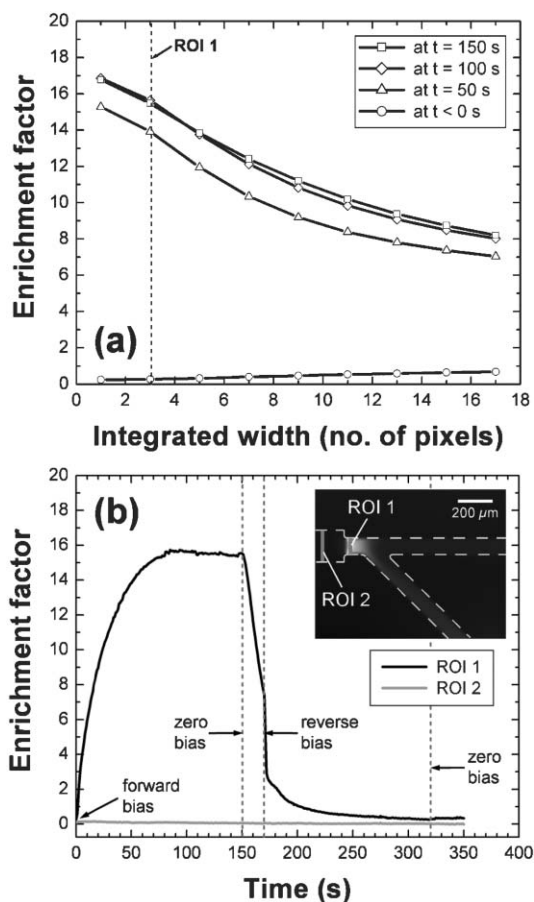 20
18
16
14
12
10
8
6
4
2
0
Enrichment factor
ROI 1
at t = 150 s
at t = 100 s
at t = 50 s
at t < 0 s
(a)
0 2 4 6 8 10 12 14 16 18
Integrated width (no. of pixels)
20
18
16
14
12
10
8
6
4
2
0
Enrichment factor
(b)
ROI 1
200 µm
ROI 2
ROI 1
ROI 2
zero
bias
reverse
bias
zero
bias
forward
bias
0 50 100 150 200 250 300 350 400
Time (s)